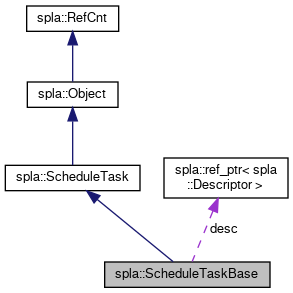 spla::RefCnt
spla::Object
spla::ScheduleTask
spla::ref_ptr< spla
::Descriptor >
desc
spla::ScheduleTaskBase